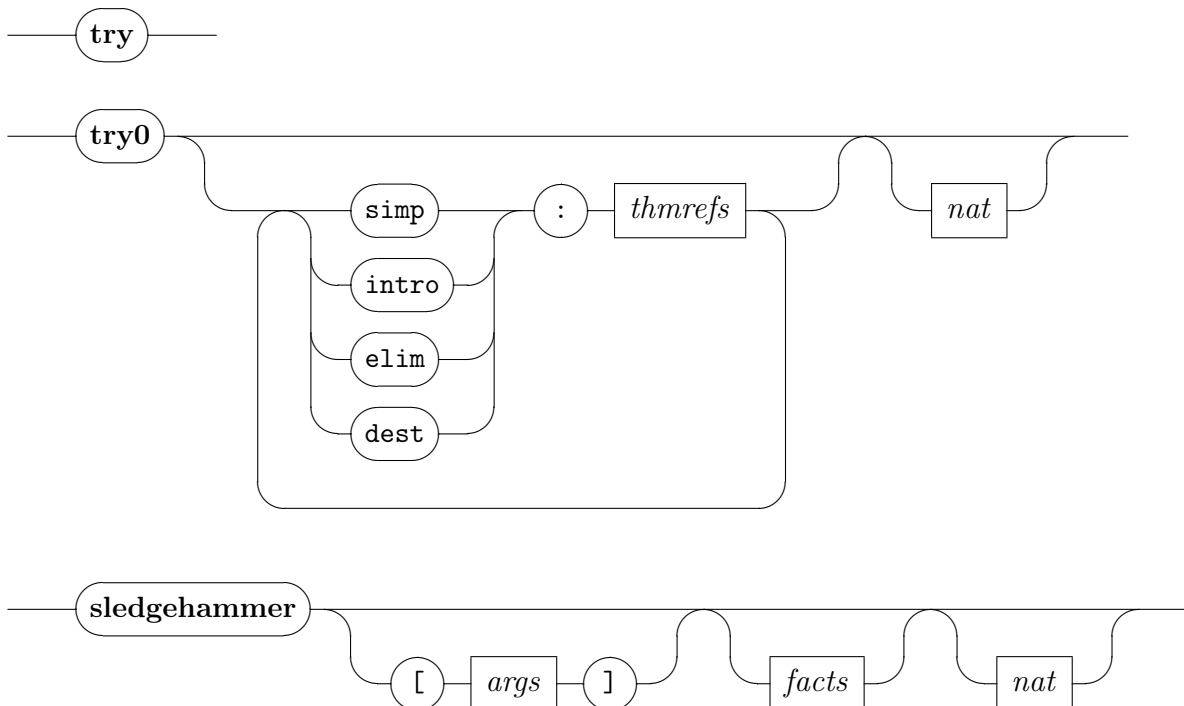 try
try0
simp : thmrefs nat
intro
elim
dest
sledgehammer
[ args ] facts nat